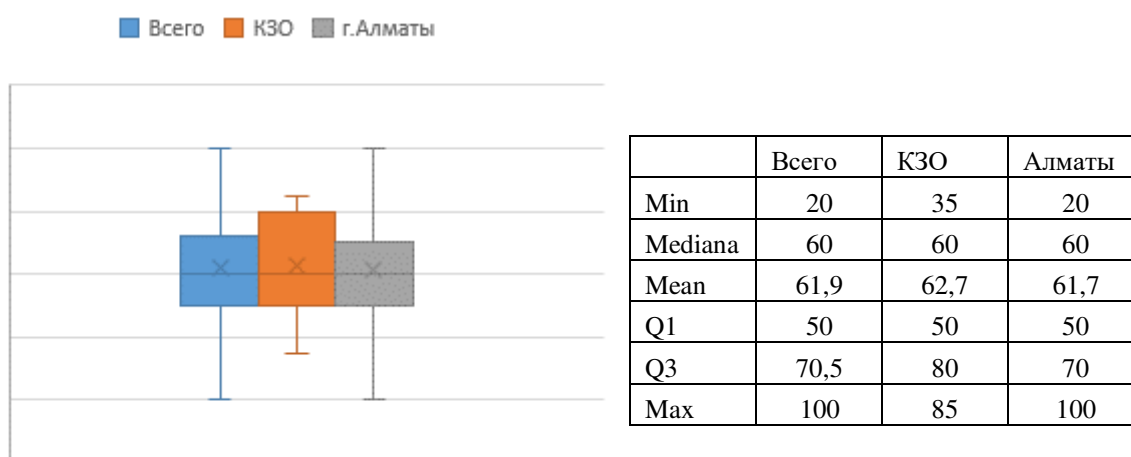 Всего КЗО г.Алматы
Всего КЗО Алматы
Min 20 35 20
Mediana 60 60 60
Mean 61,9 62,7 61,7
Q1 50 50 50
Q3 70,5 80 70
Max 100 85 100